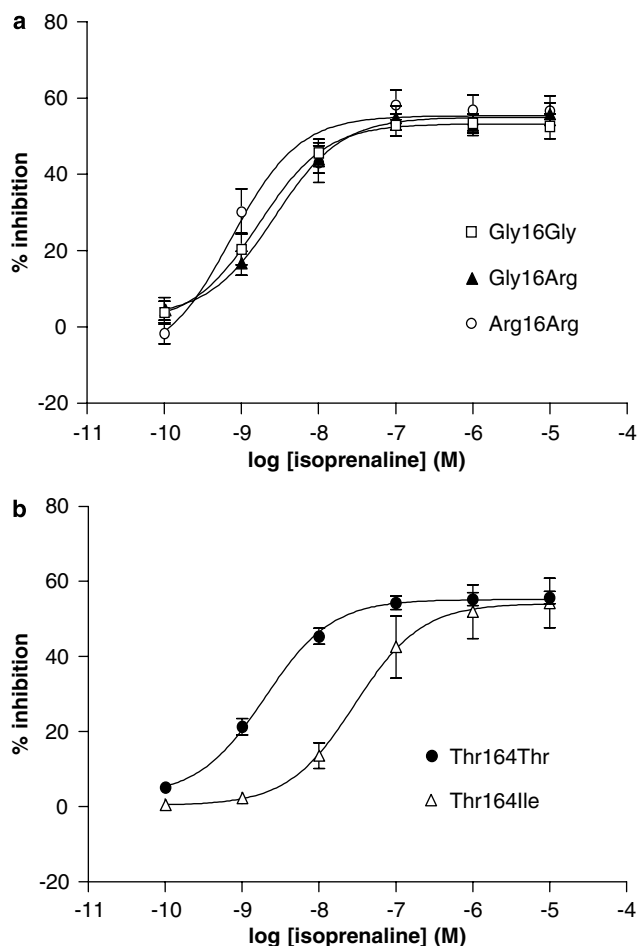 a
80
60
40
20
0
-20
% inhibition
Gly16Gly
Gly16Arg
Arg16Arg
-11 -10 -9 -8 -7 -6 -5 -4
log [isoprenaline] (M)
b
80
60
40
20
0
-20
% inhibition
Thr164Thr
Thr164Ile
-11 -10 -9 -8 -7 -6 -5 -4
log [isoprenaline] (M)